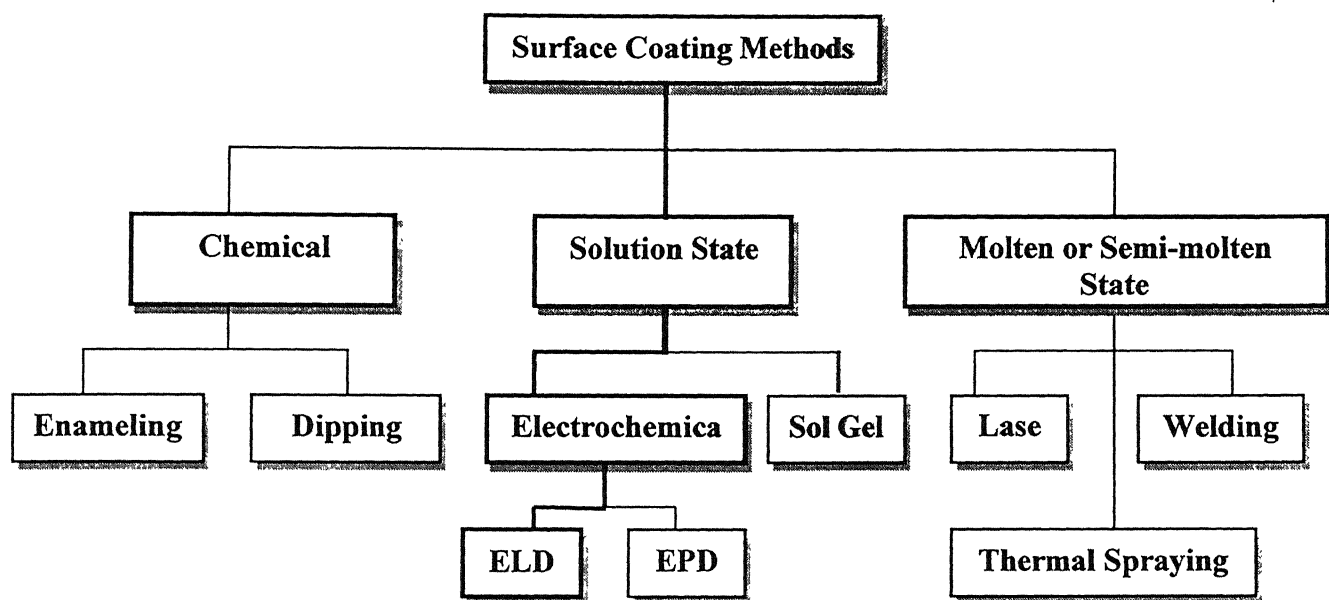 Surface Coating Methods
Chemical
Solution State
Molten or Semi-molten
State
Enameling
Dipping
Electrochemica
Sol Gel
Lase
Welding
ELD
EPD
Thermal Spraying